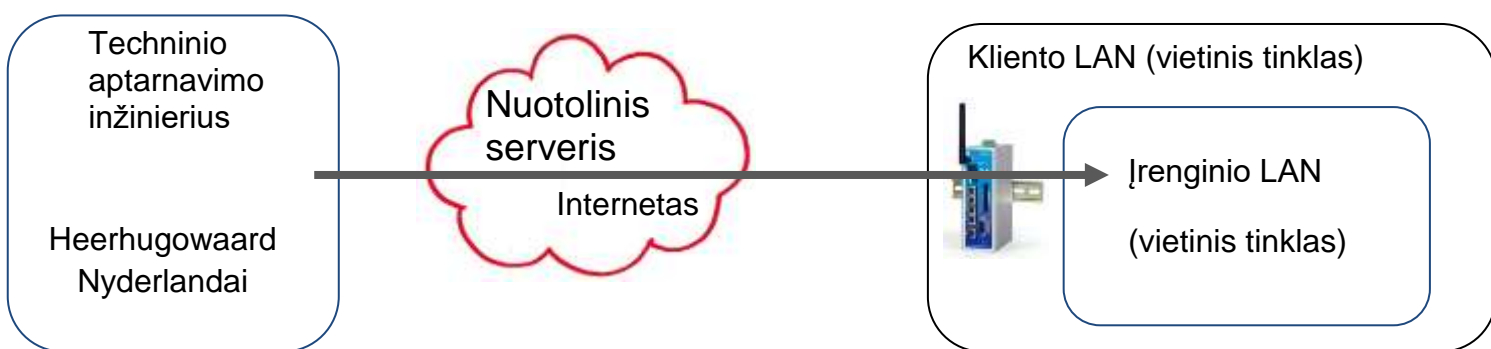 Techninio
aptarnavimo
inžinierius
Heerhugowaard
Nyderlandai
Nuotolinis
serveris
Internetas
Kliento LAN (vietinis tinklas)
Įrenginio LAN
(vietinis tinklas)